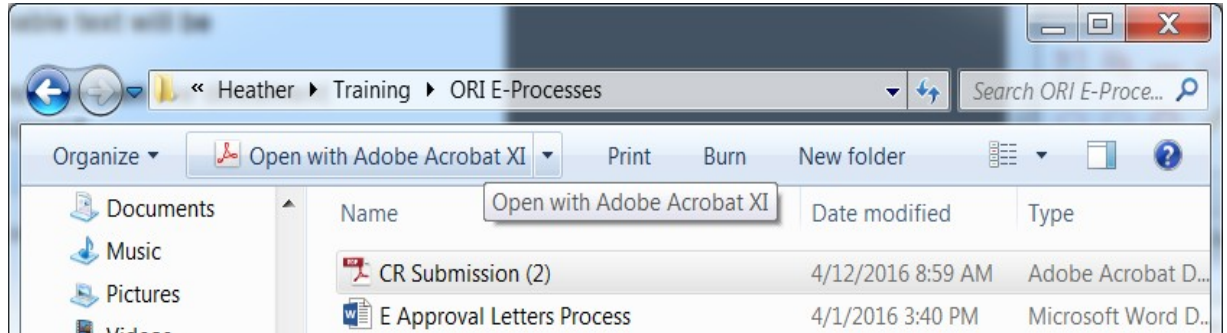 « Heather ▸ Training ▸ ORI E-Processes Search ORI E-Proce...
Organize Open with Adobe Acrobat XI Print Burn New folder
Open with Adobe Acrobat XI
Documents Name Date modified Type
Music
CR Submission (2) 4/12/2016 8:59 AM Adobe Acrobat D...
Pictures
E Approval Letters Process 4/1/2016 3:40 PM Microsoft Word D...